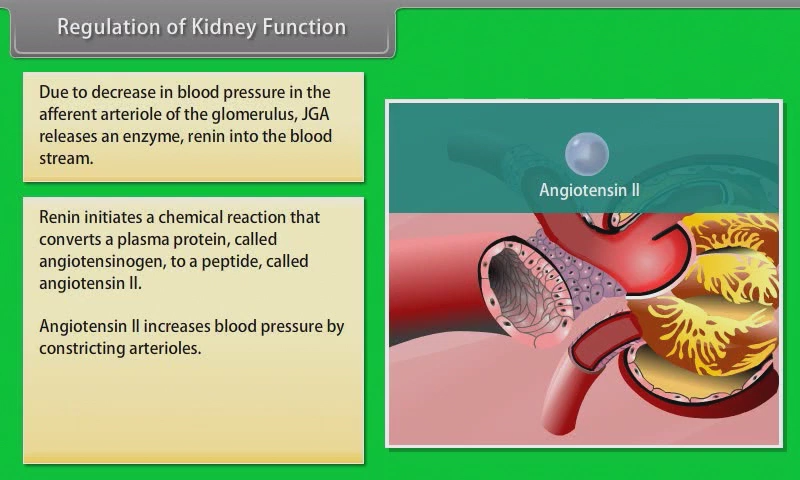 Regulation of Kidney Function
Due to decrease in blood pressure in the
afferent arteriole of the glomerulus, JGA
releases an enzyme, renin into the blood
stream.
Renin initiates a chemical reaction that
converts a plasma protein, called
angiotensinogen, to a peptide, called
angiotensin II.
Angiotensin II increases blood pressure by
constricting arterioles.
Angiotensin II